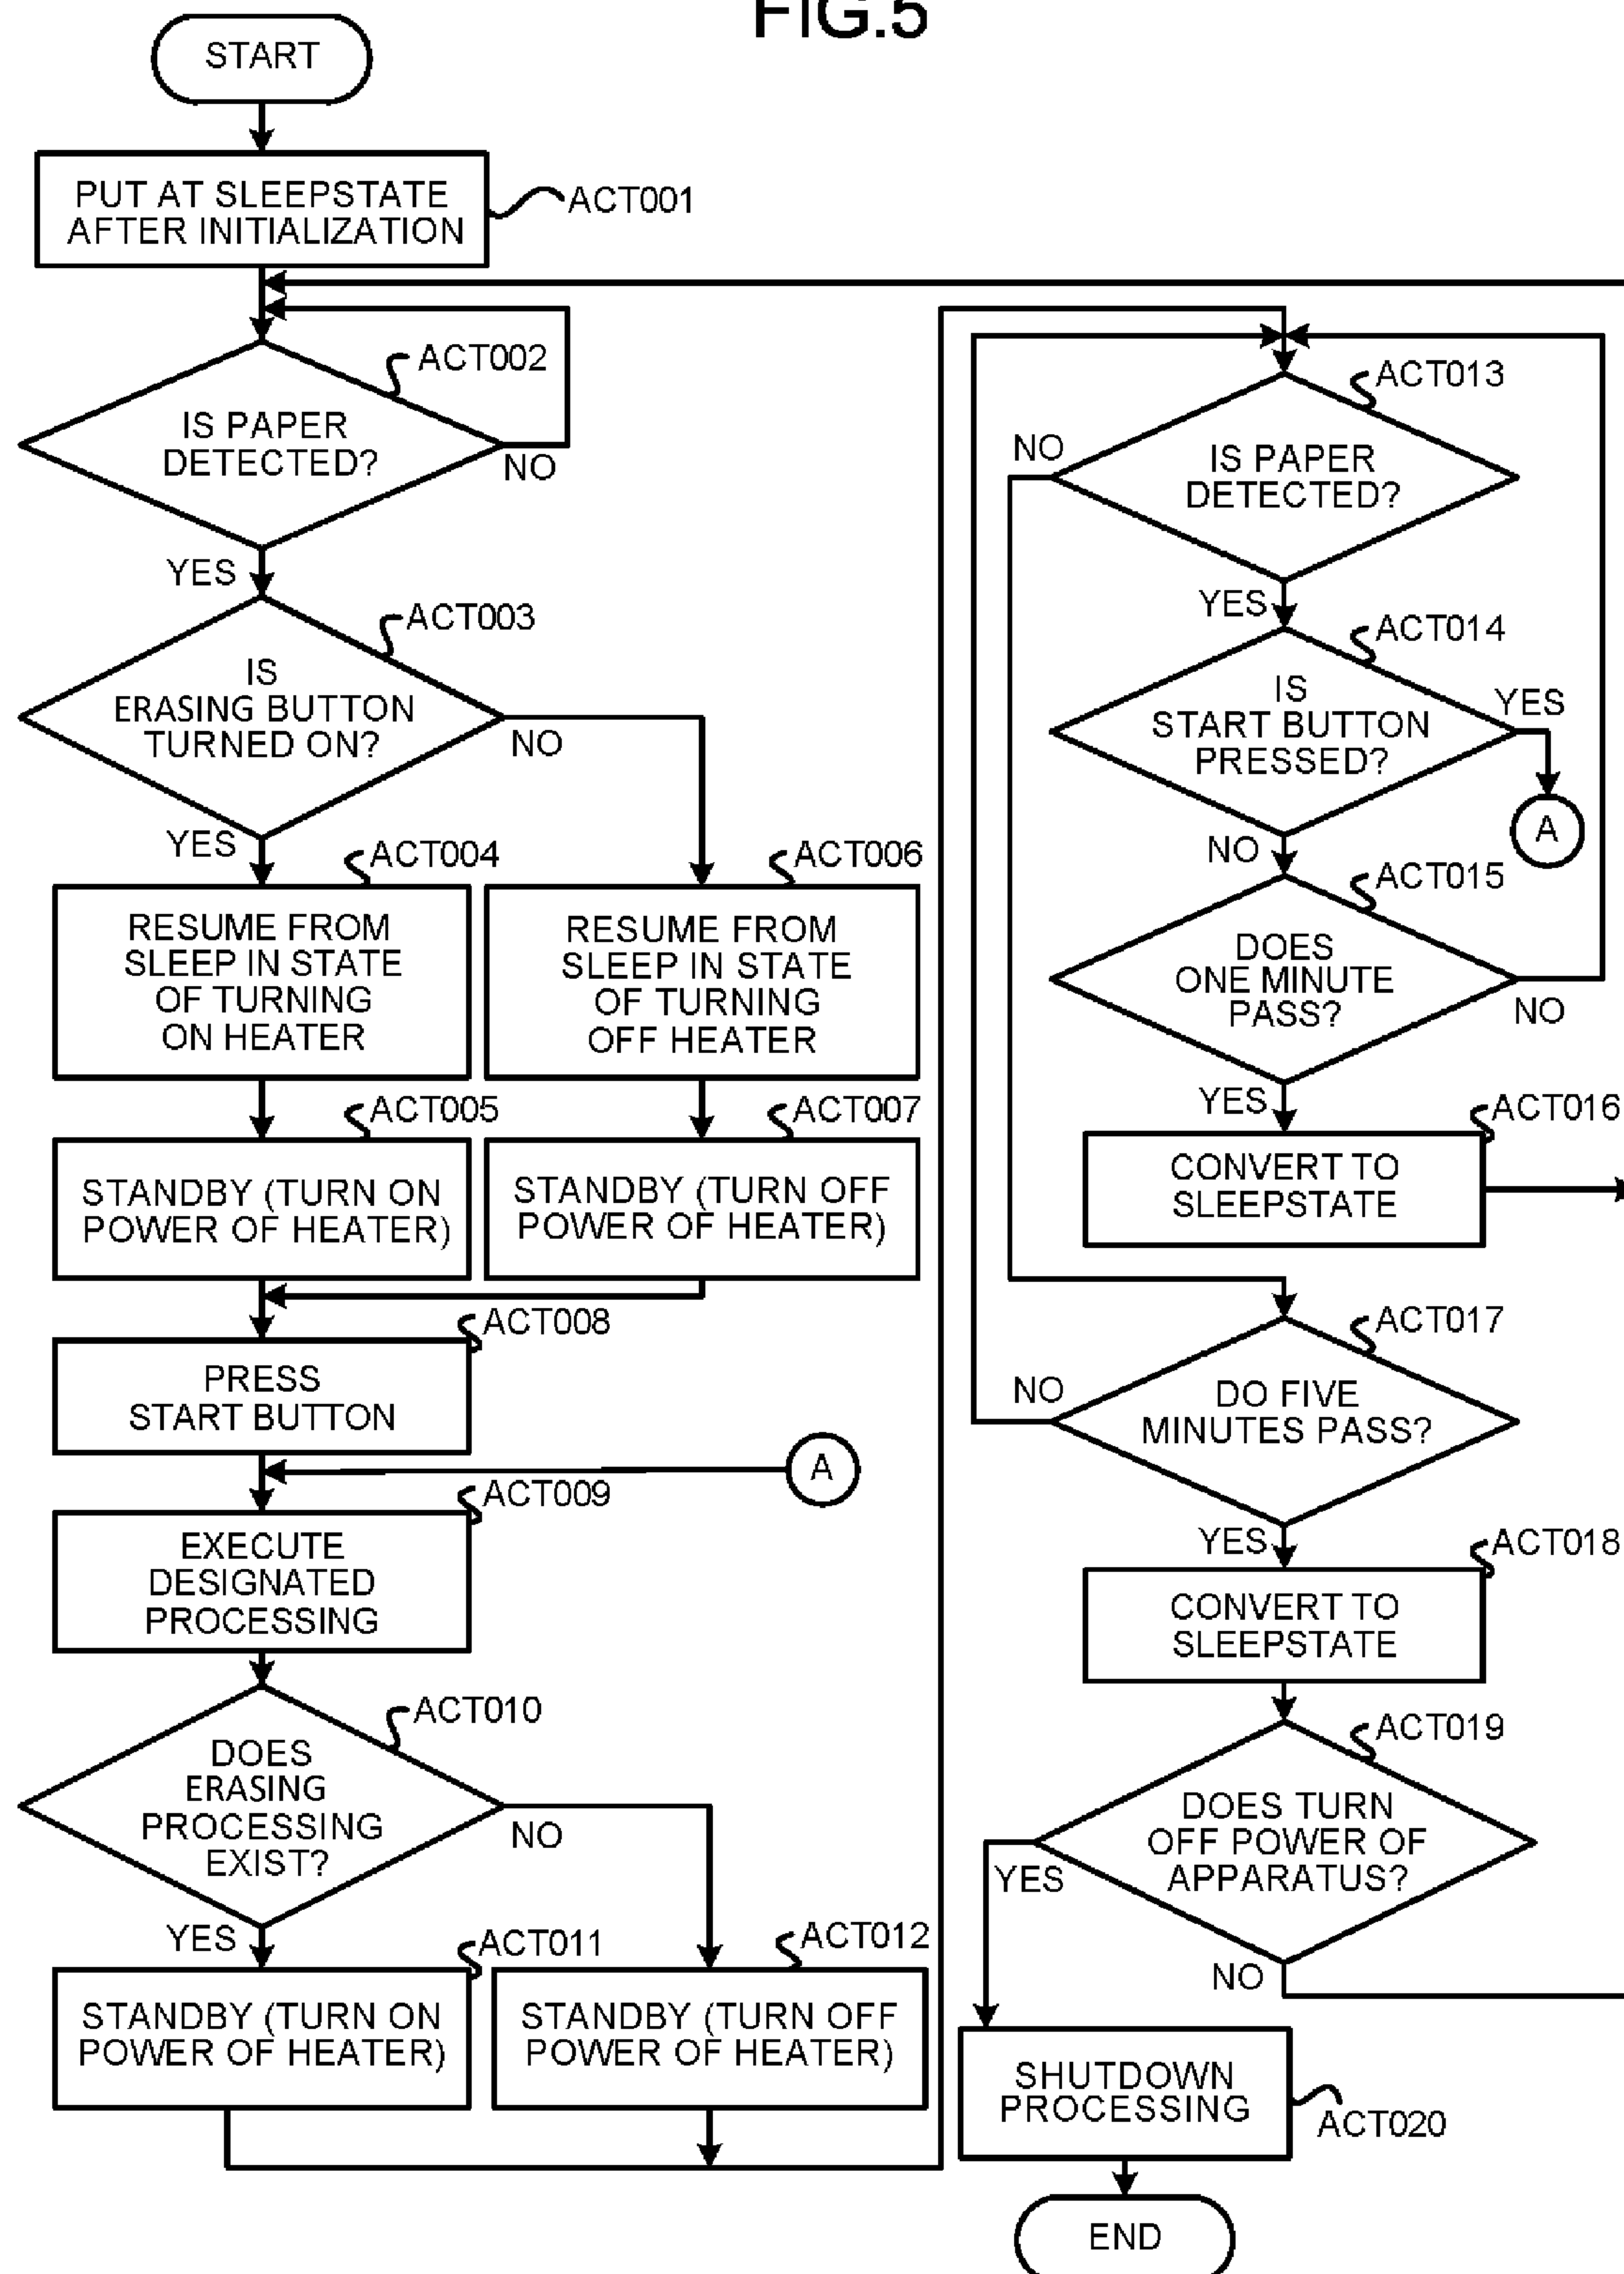 FIG.5
START
PUT AT SLEEPSTATE
AFTER INITIALIZATION
ACT001
ACT002
IS PAPER
DETECTED?
NO
YES
ACT003
IS
ERASING BUTTON
TURNED ON?
NO
YES
ACT004
RESUME FROM
SLEEP IN STATE
OF TURNING
ON HEATER
ACT006
RESUME FROM
SLEEP IN STATE
OF TURNING
OFF HEATER
ACT005
STANDBY (TURN ON
POWER OF HEATER)
ACT007
STANDBY (TURN OFF
POWER OF HEATER)
ACT008
PRESS
START BUTTON
A
ACT009
EXECUTE
DESIGNATED
PROCESSING
ACT010
DOES
ERASING
PROCESSING
EXIST?
NO
YES
ACT011
STANDBY (TURN ON
POWER OF HEATER)
ACT012
STANDBY (TURN OFF
POWER OF HEATER)
ACT013
NO
IS PAPER
DETECTED?
YES
ACT014
IS
START BUTTON
PRESSED?
YES
A
NO
ACT015
DOES
ONE MINUTE
PASS?
NO
YES
ACT016
CONVERT TO
SLEEPSTATE
ACT017
NO
DO FIVE
MINUTES PASS?
YES
ACT018
CONVERT TO
SLEEPSTATE
ACT019
DOES TURN
OFF POWER OF
APPARATUS?
YES
NO
SHUTDOWN
PROCESSING
ACT020
END